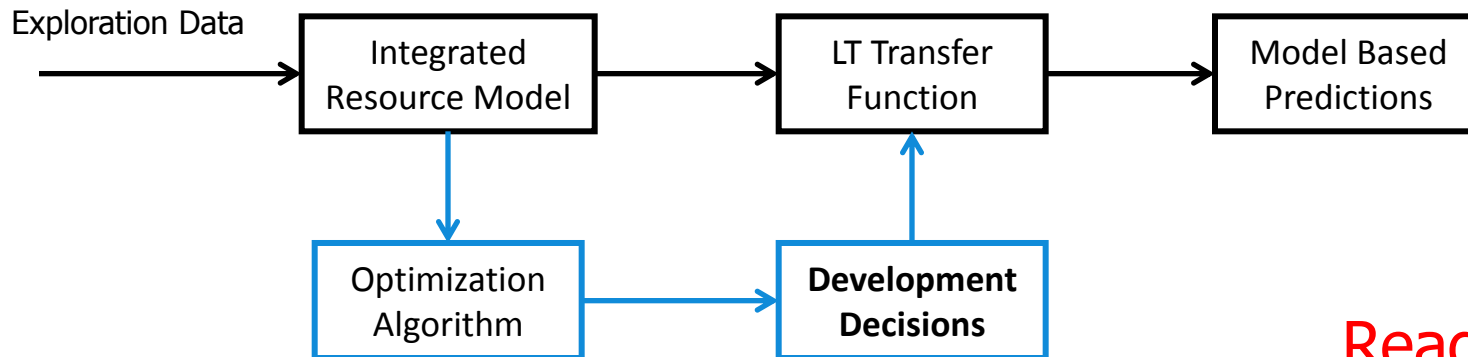 Exploration Data
Integrated
Resource Model
LT Transfer
Function
Model Based
Predictions
Optimization
Algorithm
Development
Decisions